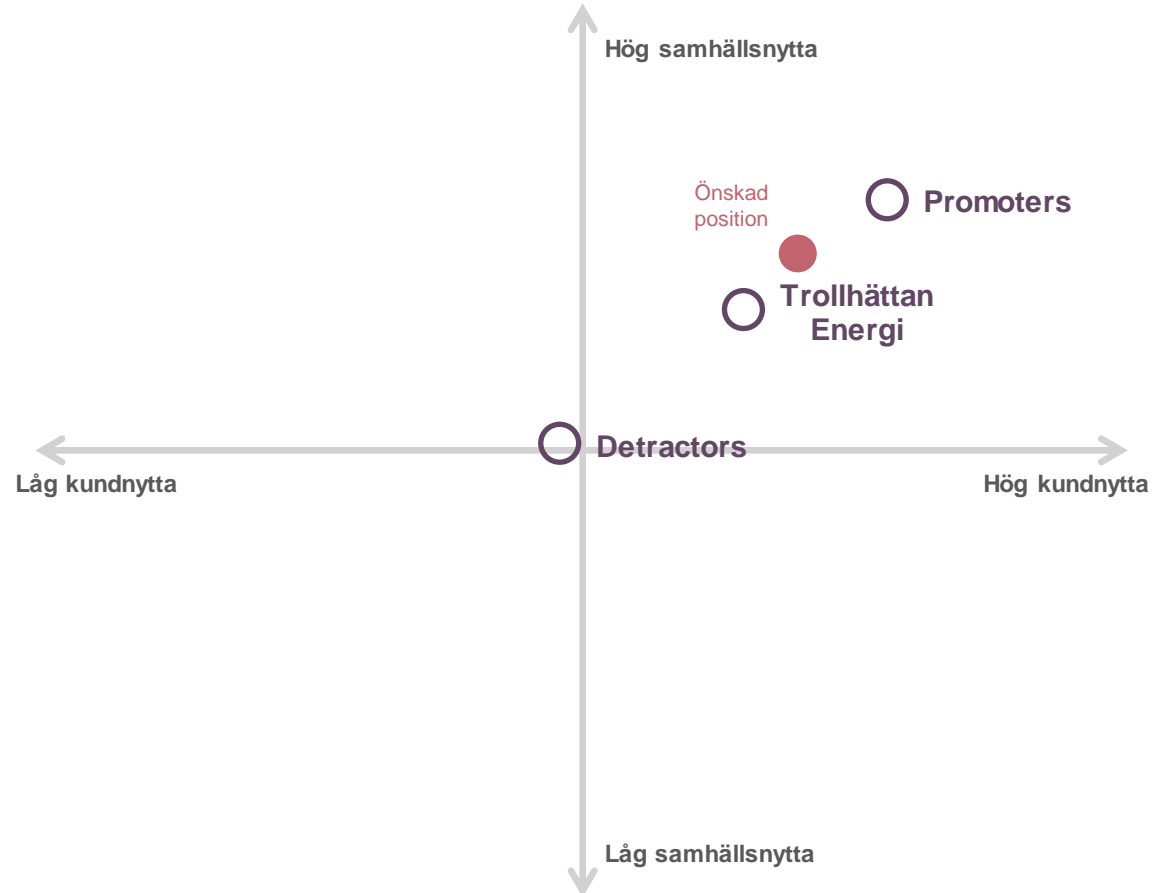 Hög samhällsnytta
Önskad
position
Promoters
Trollhättan
Energi
Detractors
Låg kundnytta
Hög kundnytta
Låg samhällsnytta